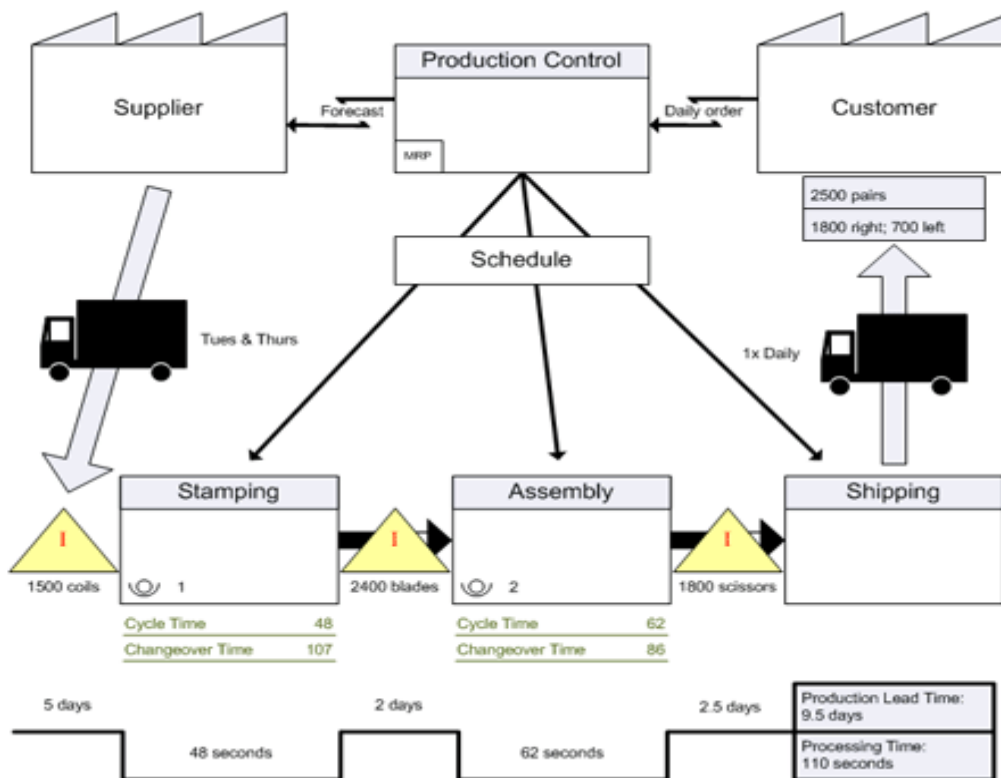 Production Control
Supplier
Forecast
Daily order
Customer
MRP
2500 pairs
1800 right; 700 left
Schedule
Tues & Thurs
1x Daily
Stamping
Assembly
Shipping
I
I
I
1500 coils
1
2400 blades
2
1800 scissors
Cycle Time 48
Changeover Time 107
Cycle Time 62
Changeover Time 86
5 days
2 days
2.5 days
Production Lead Time:
9.5 days
48 seconds
62 seconds
Processing Time:
110 seconds